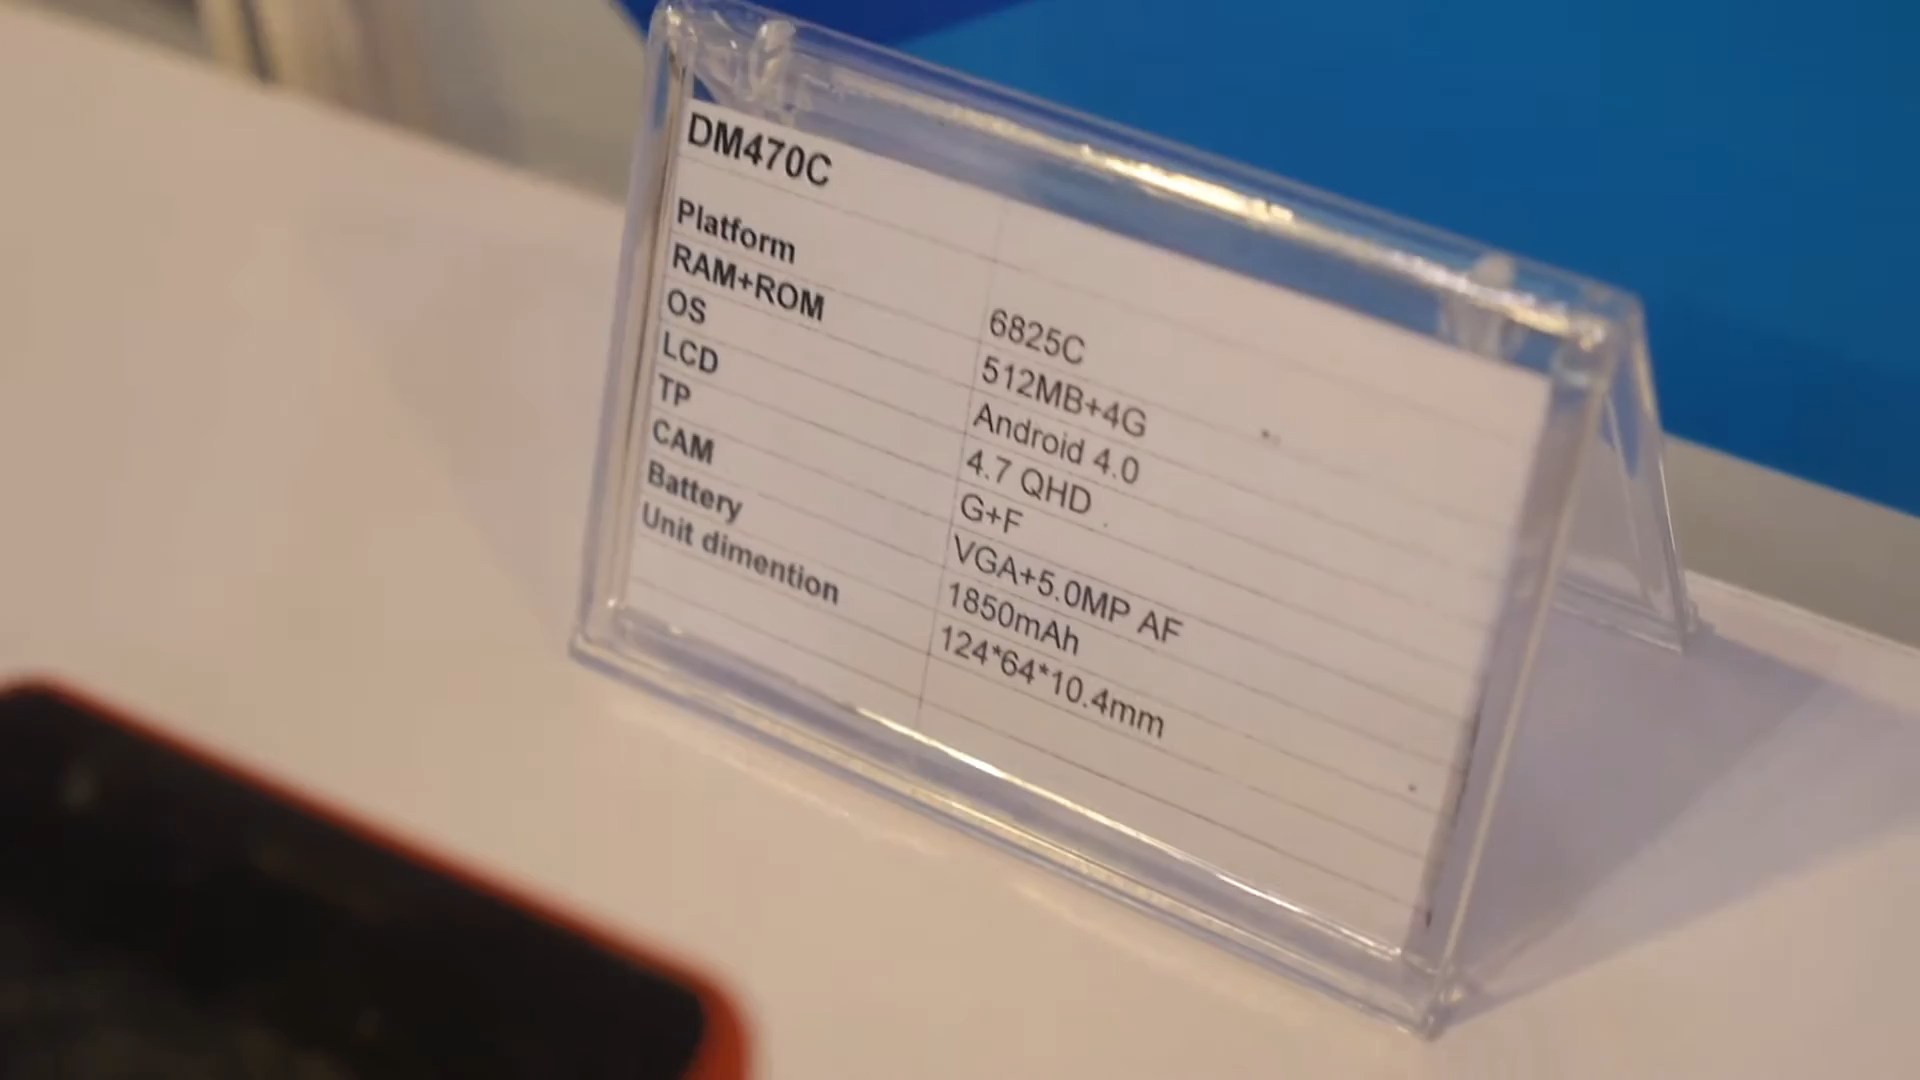 DM470C
Platform 6825C
RAM+ROM 512MB+4G
OS Android 4.0
LCD 4.7 QHD
TP G+F
CAM VGA+5.0MP AF
Battery 1850mAh
Unit dimention 124*64*10.4mm